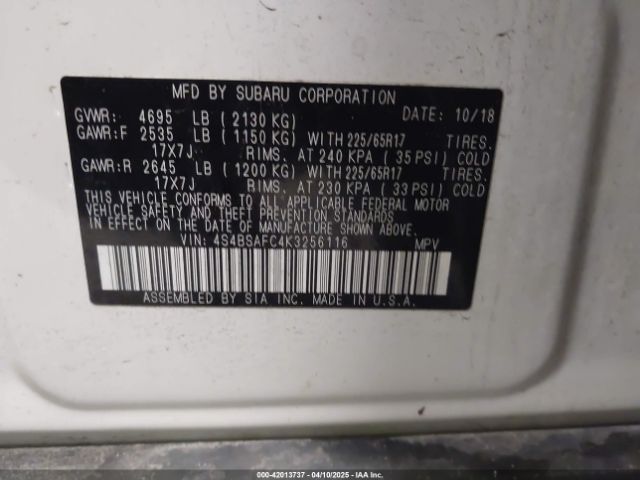 MFD BY SUBARU CORPORATION
GVWR: 4695 LB (2130 KG) DATE: 10/18
GAWR:F 2535 LB (1150 KG) WITH 225/65R17 TIRES.
17X7J RIMS. AT 240 KPA (35 PSI) COLD
GAWR:R 2645 LB (1200 KG) WITH 225/65R17 TIRES.
17X7J RIMS. AT 230 KPA (33 PSI) COLD
THIS VEHICLE CONFORMS TO ALL APPLICABLE FEDERAL MOTOR
VEHICLE SAFETY AND THEFT PREVENTION STANDARDS
IN EFFECT ON THE DATE OF MANUFACTURE SHOWN ABOVE.
VIN: 4S4BSAFC4K3256116 MPV
ASSEMBLED BY SIA INC. MADE IN U.S.A.
000-42013737 - 04/10/2025 - IAAI.com